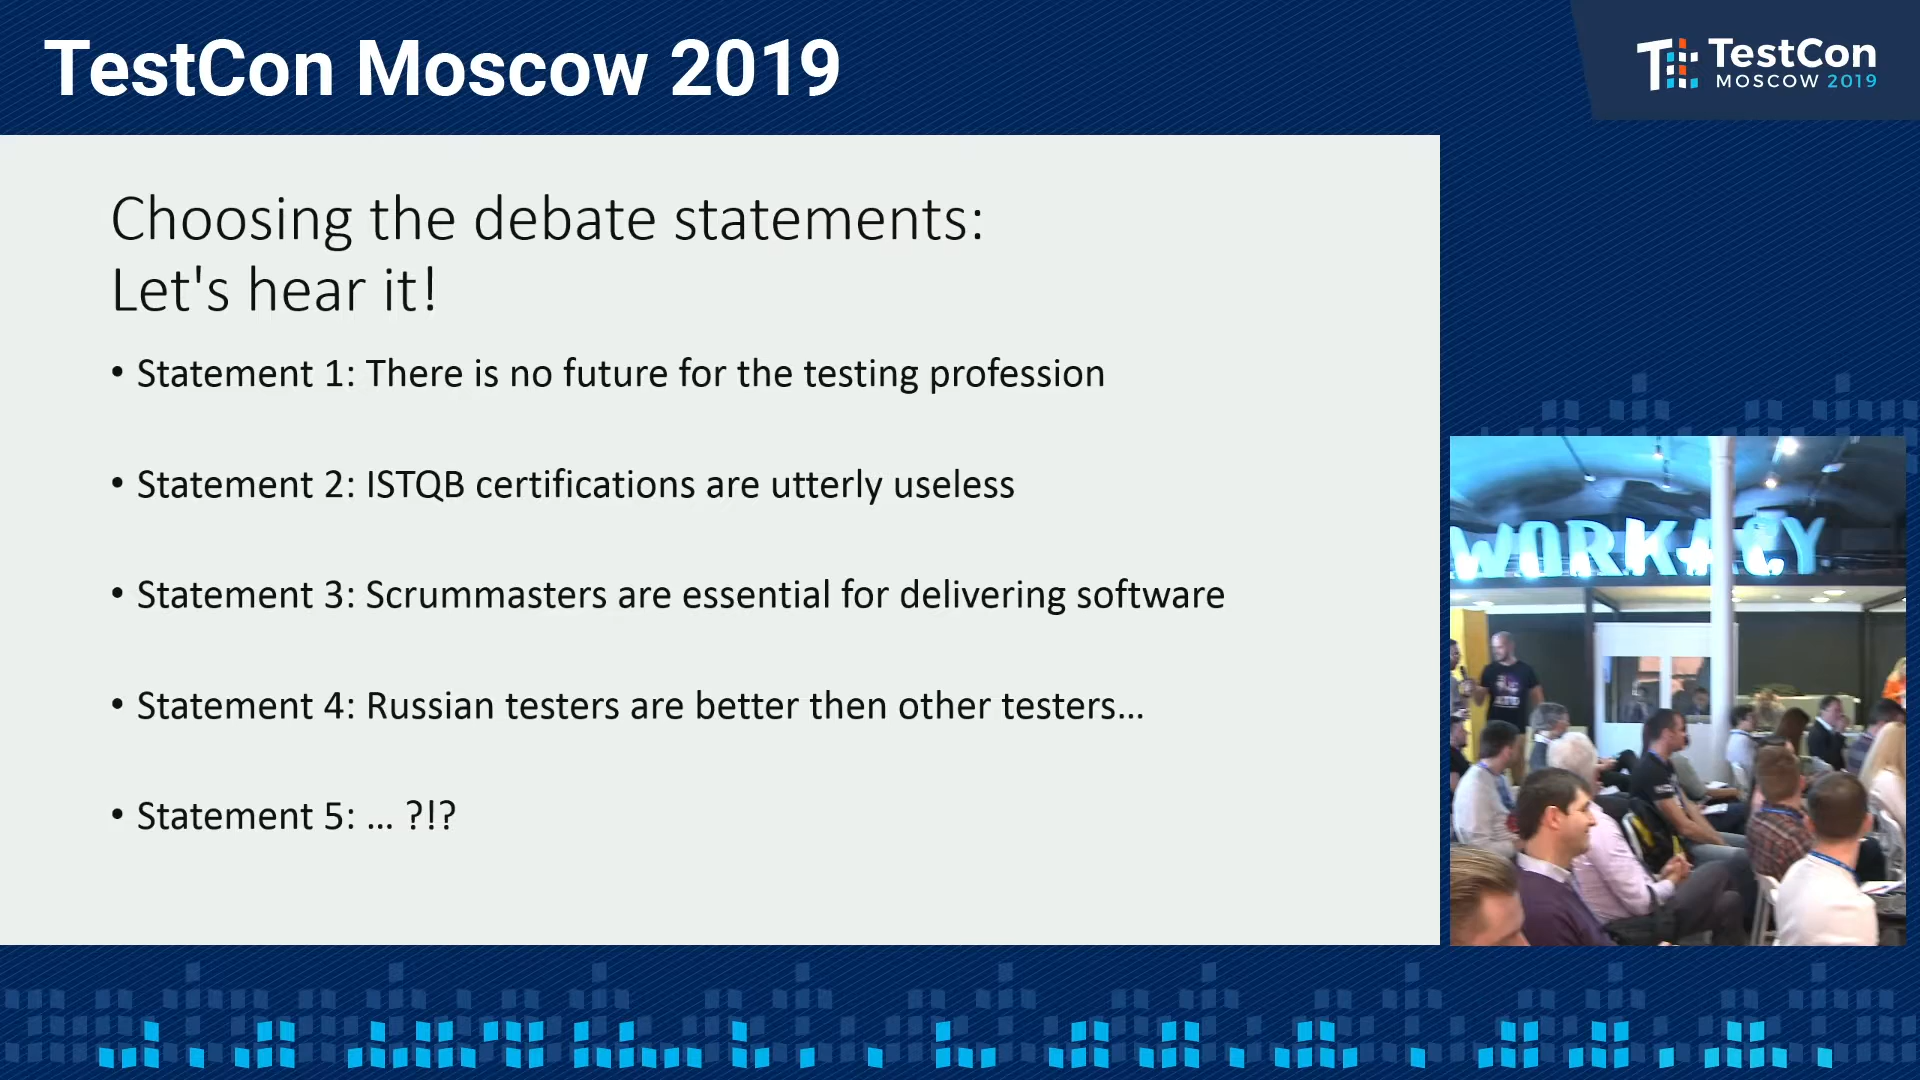 TestCon Moscow 2019
TestCon
MOSCOW 2019
Choosing the debate statements:
Let's hear it!
• Statement 1: There is no future for the testing profession
• Statement 2: ISTQB certifications are utterly useless
• Statement 3: Scrummasters are essential for delivering software
• Statement 4: Russian testers are better then other testers…
• Statement 5: … ?!?
WORKACY